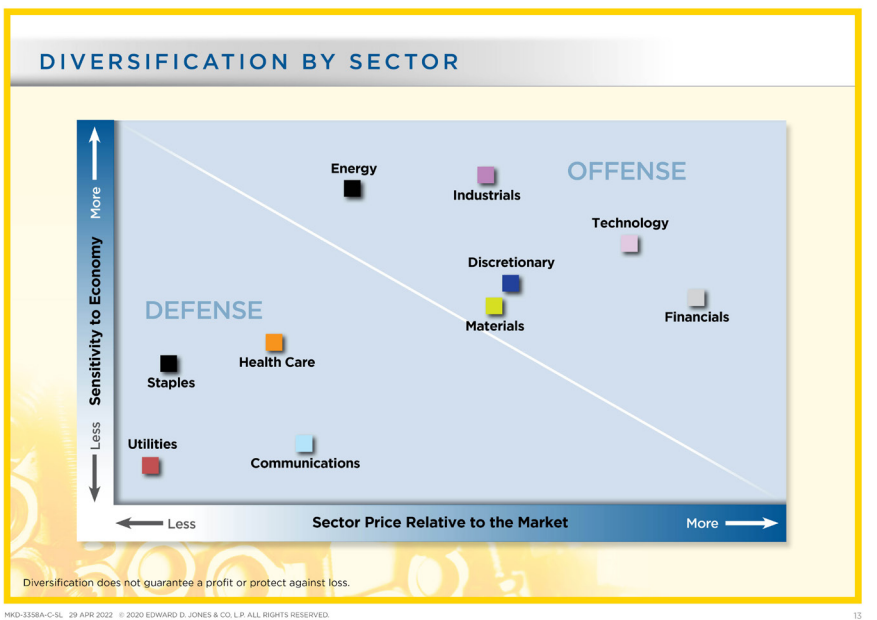 DIVERSIFICATION BY SECTOR
More
Sensitivity to Economy
Less
OFFENSE
DEFENSE
Energy
Industrials
Technology
Discretionary
Materials
Financials
Health Care
Staples
Utilities
Communications
Less
Sector Price Relative to the Market
More
Diversification does not guarantee a profit or protect against loss.
MKD-3358A-C-SL 29 APR 2022 © 2020 EDWARD D. JONES & CO, L.P. ALL RIGHTS RESERVED.
13